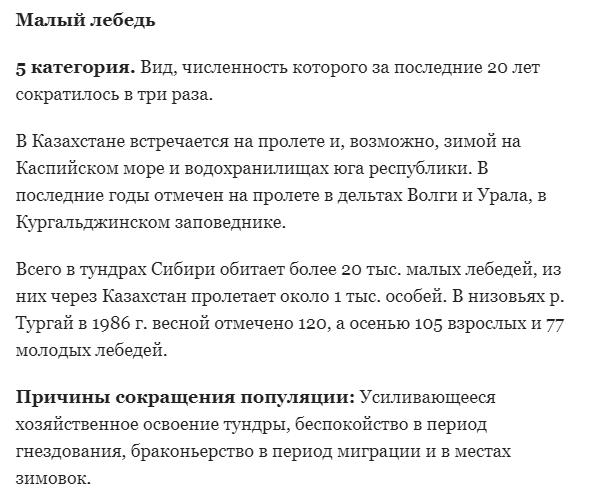 Малый лебедь
5 категория. Вид, численность которого за последние 20 лет
сократилось в три раза.
В Казахстане встречается на пролете и, возможно, зимой на
Каспийском море и водохранилищах юга республики. В
последние годы отмечен на пролете в дельтах Волги и Урала, в
Кургальджинском заповеднике.
Всего в тундрах Сибири обитает более 20 тыс. малых лебедей, из
них через Казахстан пролетает около 1 тыс. особей. В низовьях р.
Тургай в 1986 г. весной отмечено 120, а осенью 105 взрослых и 77
молодых лебедей.
Причины сокращения популяции: Усиливающееся
хозяйственное освоение тундры, беспокойство в период
гнездования, браконьерство в период миграции и в местах
зимовок.